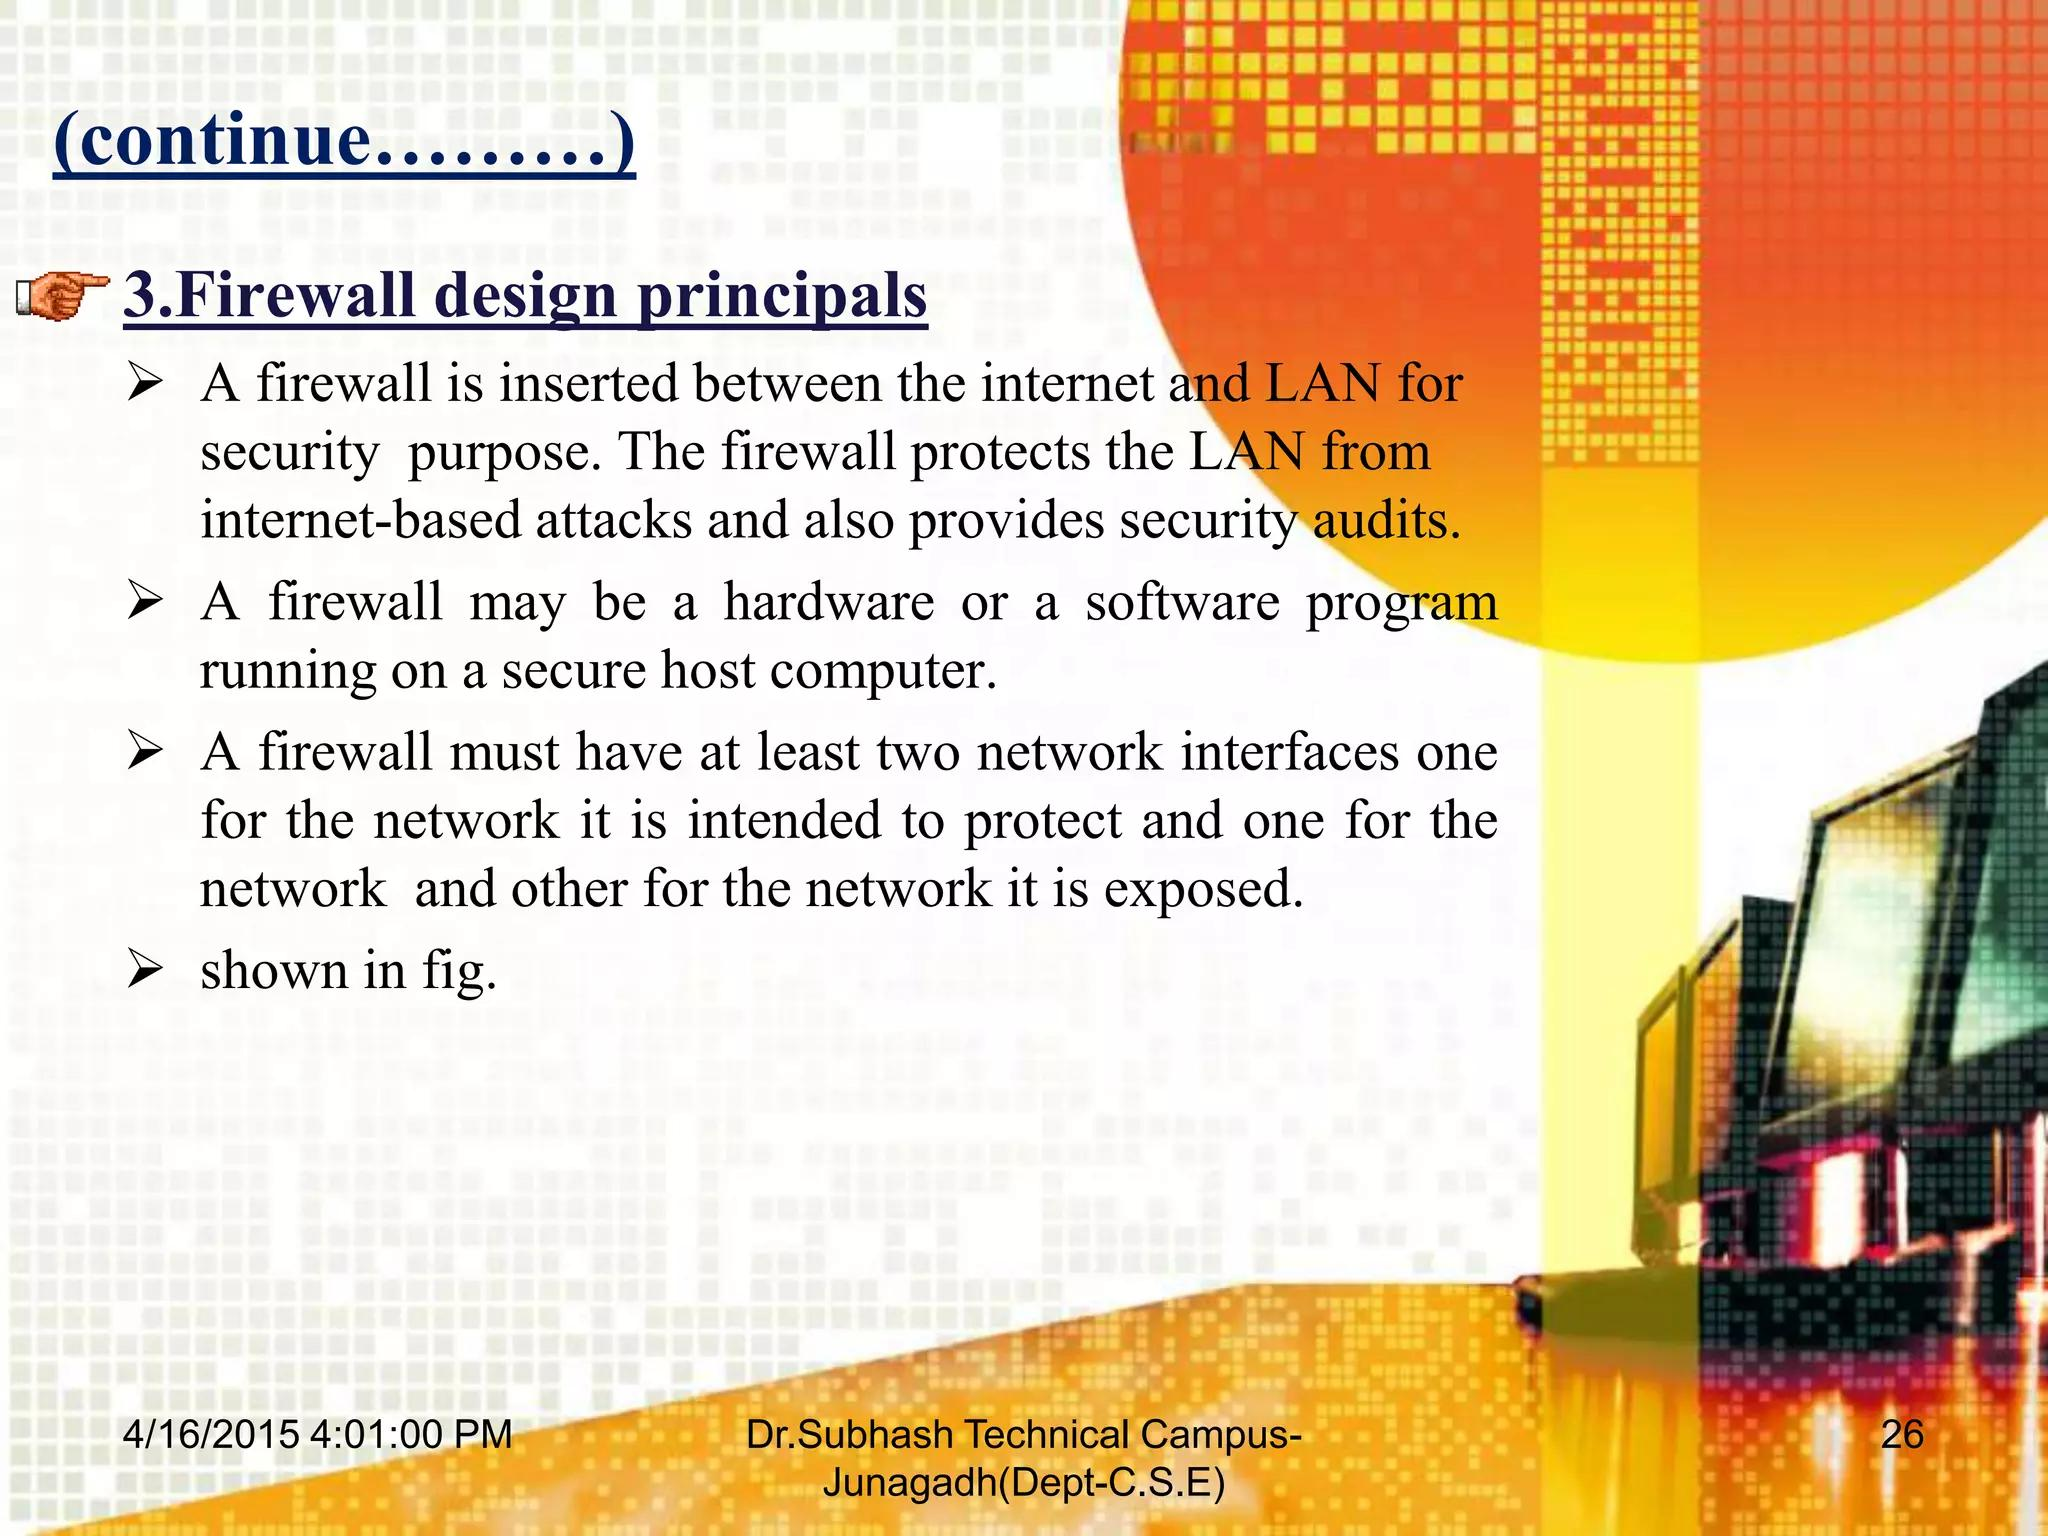 (continue………)
3.Firewall design principals
➢ A firewall is inserted between the internet and LAN for
security  purpose. The firewall protects the LAN from
internet-based attacks and also provides security audits.
➢ A firewall may be a hardware or a software program
running on a secure host computer.
➢ A firewall must have at least two network interfaces one
for the network it is intended to protect and one for the
network  and other for the network it is exposed.
➢ shown in fig.
4/16/2015 4:01:00 PM
Dr.Subhash Technical Campus-
Junagadh(Dept-C.S.E)
26